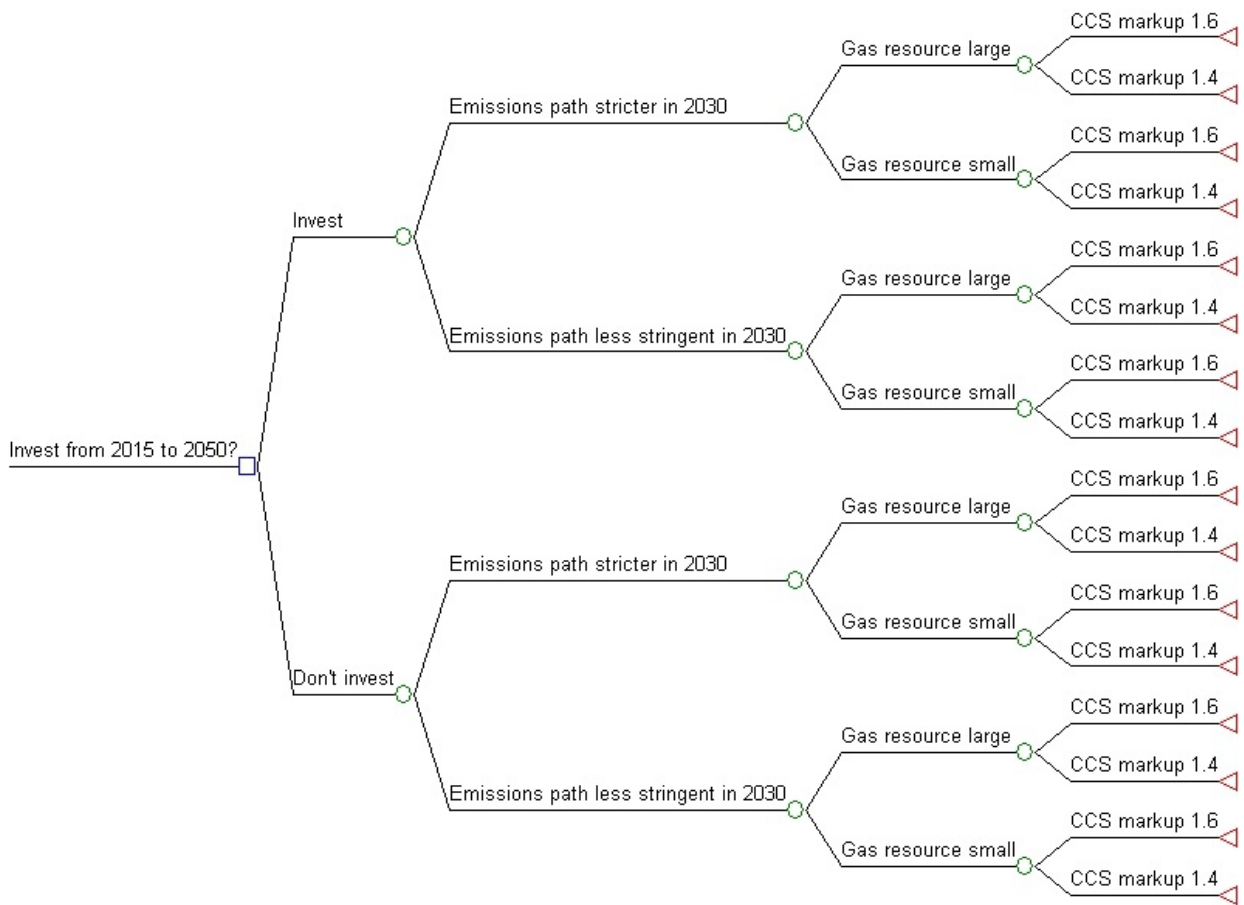 CCS markup 1.6
Gas resource large
CCS markup 1.4
Emissions path stricter in 2030
CCS markup 1.6
Gas resource small
CCS markup 1.4
Invest
CCS markup 1.6
Gas resource large
CCS markup 1.4
Emissions path less stringent in 2030
CCS markup 1.6
Gas resource small
CCS markup 1.4
Invest from 2015 to 2050?
CCS markup 1.6
Gas resource large
CCS markup 1.4
Emissions path stricter in 2030
CCS markup 1.6
Gas resource small
CCS markup 1.4
Don't invest
CCS markup 1.6
Gas resource large
CCS markup 1.4
Emissions path less stringent in 2030
CCS markup 1.6
Gas resource small
CCS markup 1.4